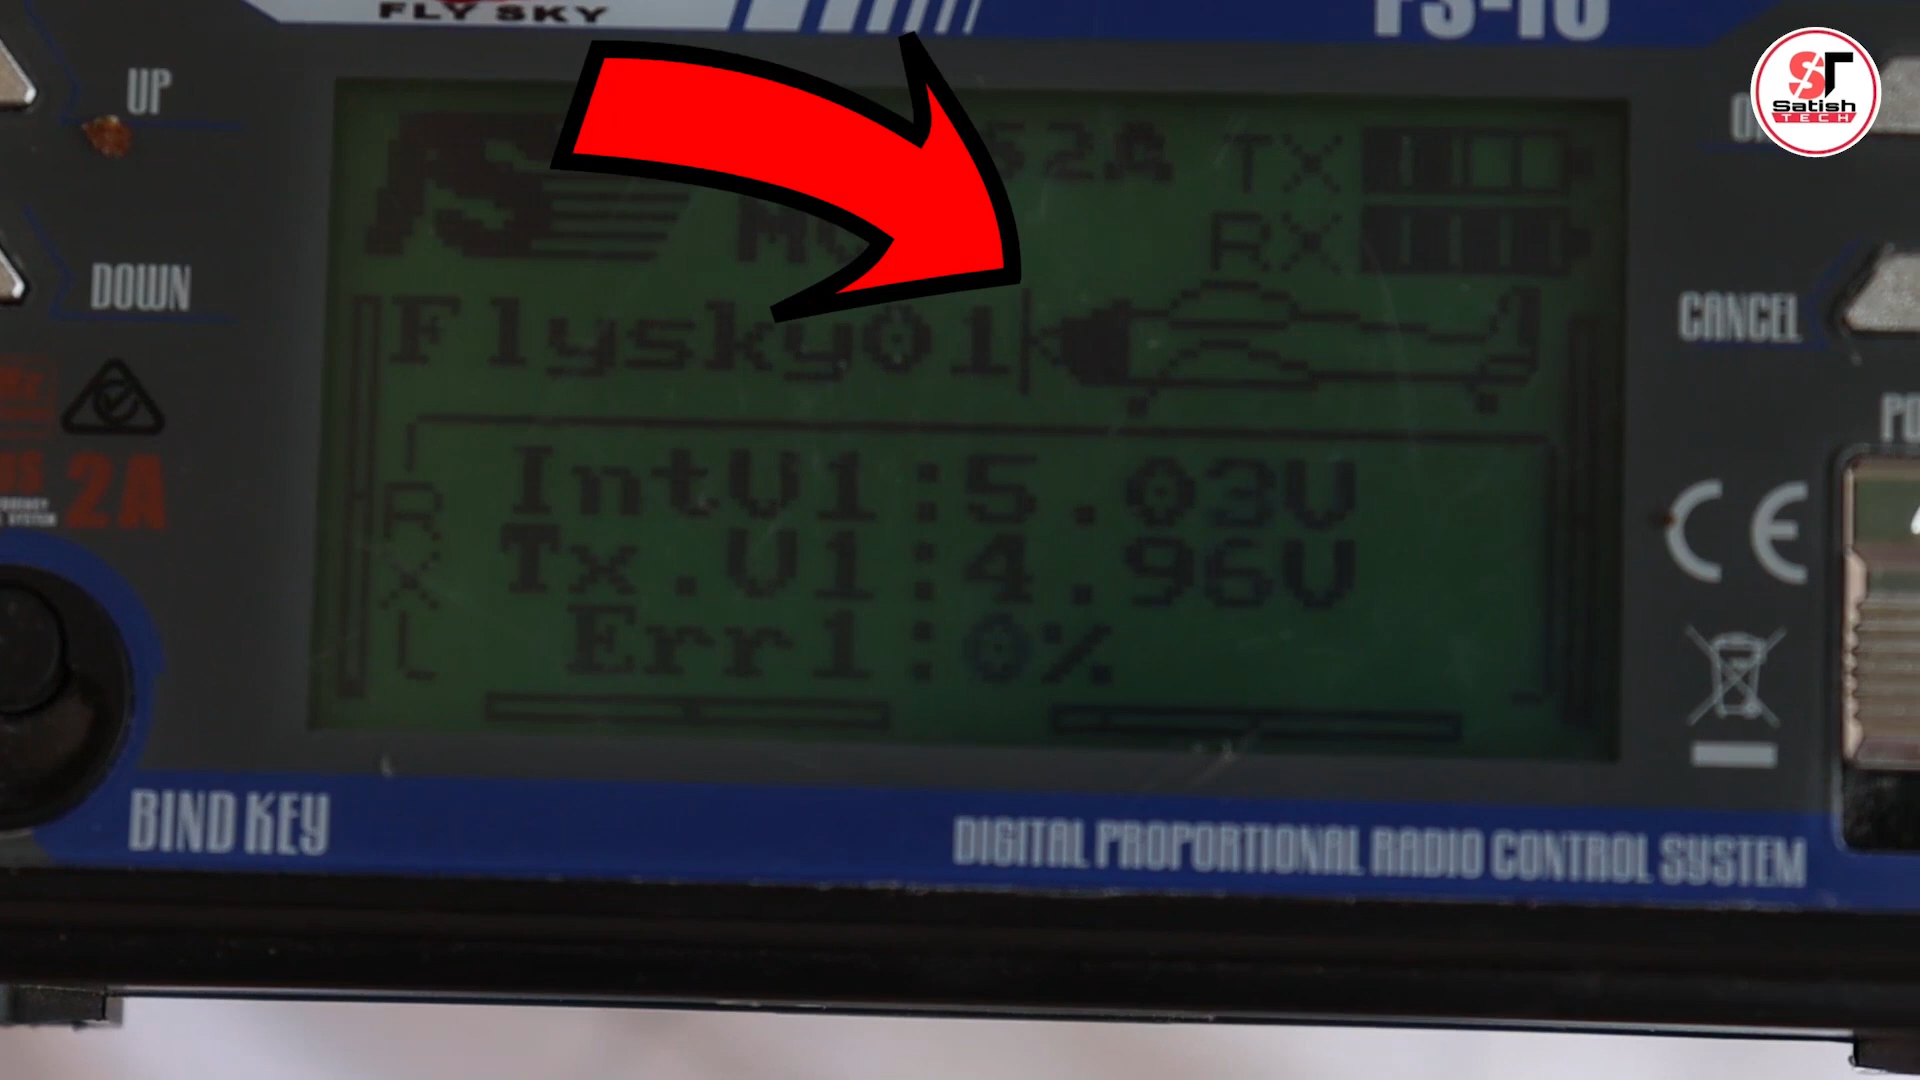 FLY SKY
FS-i6
UP
DOWN
CANCEL
Satish
TECH
52A
TX
RX
Flysky01
IntV1:5.03V
Tx.V1:4.96V
Err1:0%
R
X
L
2A
CE
BIND KEY
DIGITAL PROPORTIONAL RADIO CONTROL SYSTEM